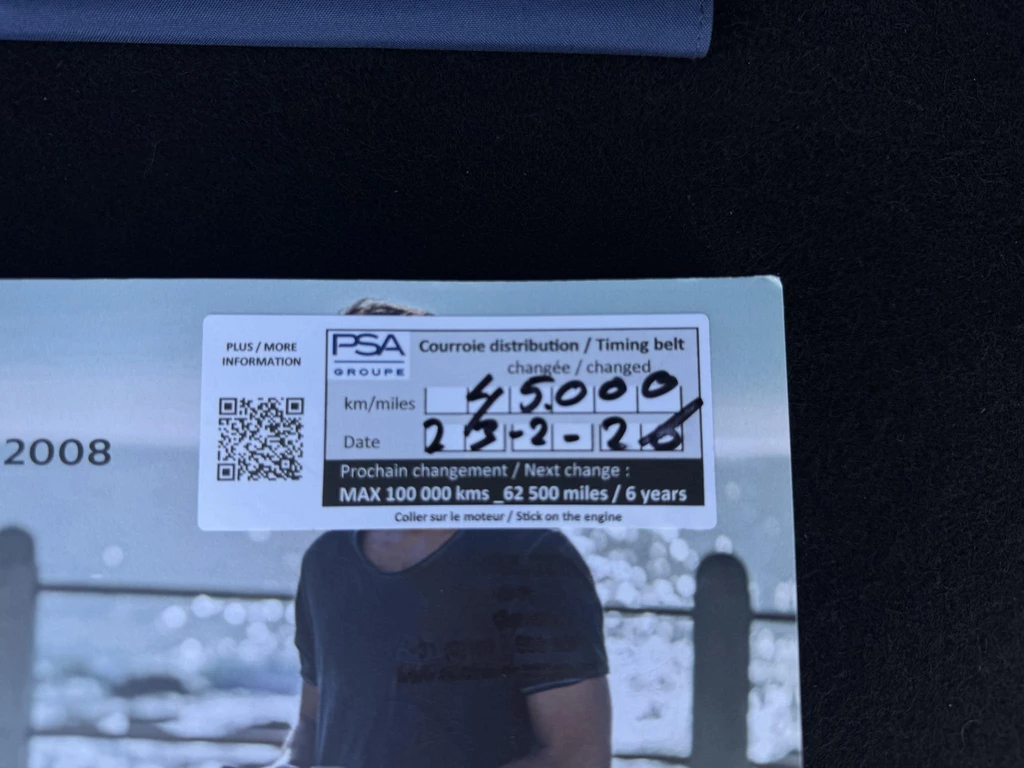 PLUS / MORE
INFORMATION
PSA
GROUPE
Courroie distribution / Timing belt
changée / changed
km/miles 45.000
Date 23-2-26
Prochain changement / Next change :
MAX 100 000 kms _62 500 miles / 6 years
Coller sur le moteur / Stick on the engine
2008